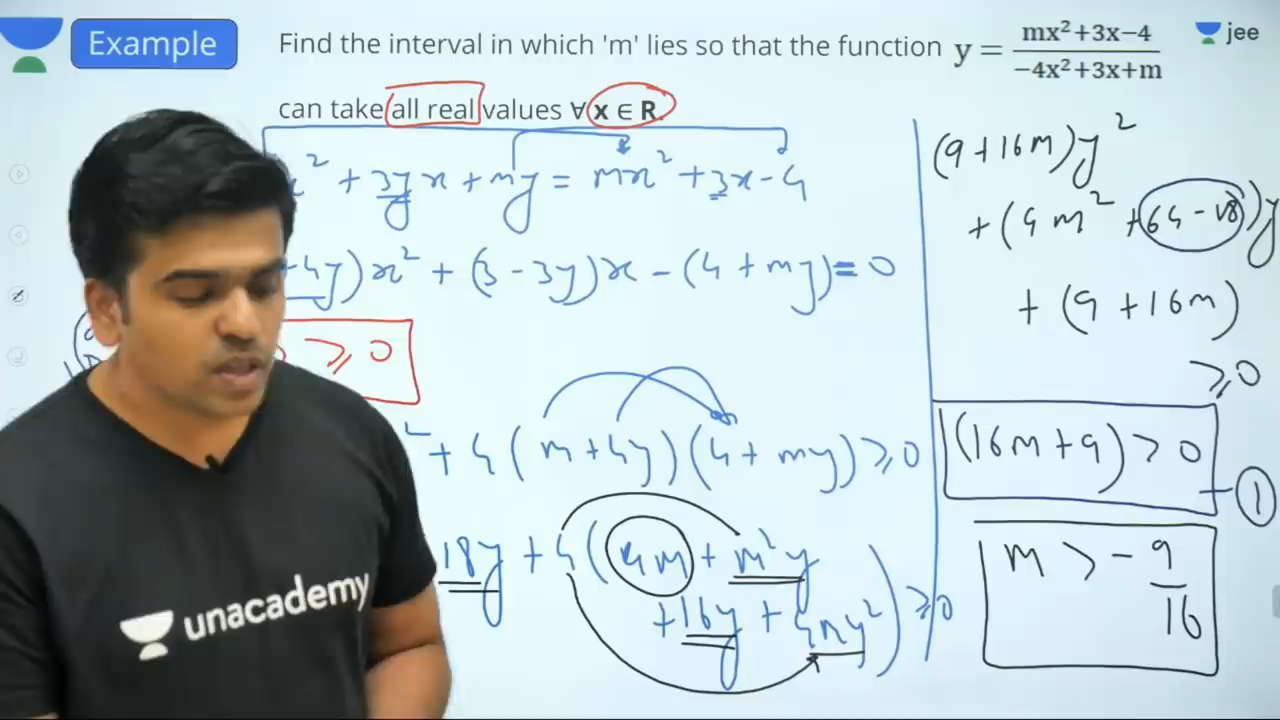 Example
Find the interval in which 'm' lies so that the function y = mx²+3x−4 / −4x²+3x+m
jee
can take all real values ∀ x ∈ R.
x² + 3yx + my = mx² + 3x - 4
-4y)x² + (3 - 3y)x - (4 + my) = 0
≥ 0
² + 4(m + 4y)(4 + my) ≥ 0
18y + 4(4m + m²y
+ 16y + 4my²) ≥ 0
(9 + 16m)y²
+ (4m² + 64 - 18)y
+ (9 + 16m)
≥ 0
(16m + 9) > 0
- 1
m > - 9/16
unacademy